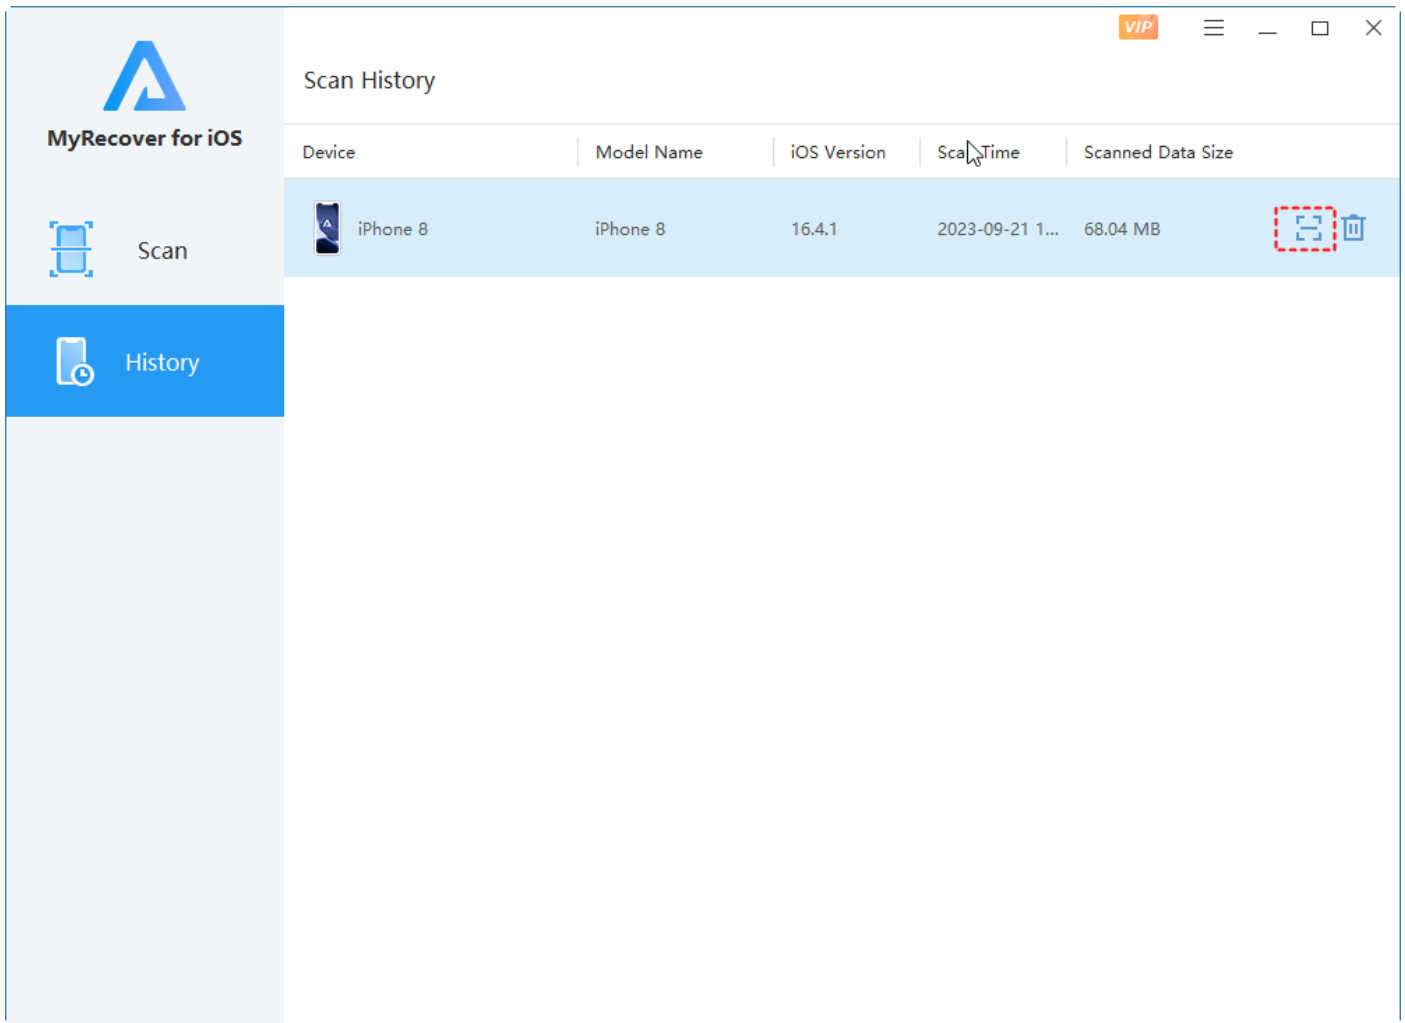 VIP
MyRecover for iOS
Scan History
Device Model Name iOS Version Scan Time Scanned Data Size
iPhone 8 iPhone 8 16.4.1 2023-09-21 1... 68.04 MB
Scan
History